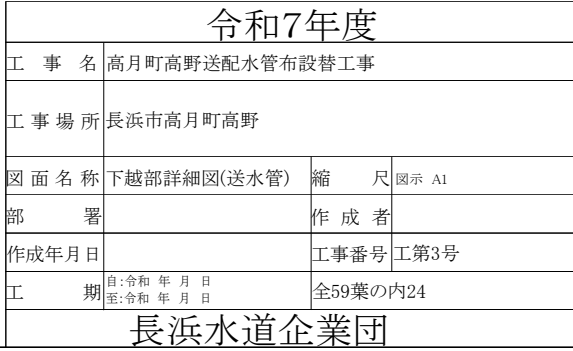 令和7年度
工事名 高月町高野送配水管布設替工事
工事場所 長浜市高月町高野
図面名称 下越部詳細図(送水管) 縮尺 図示 A1
部署 作成者
作成年月日 工事番号 工第3号
工期 自:令和 年 月 日 全59葉の内24
至:令和 年 月 日
長浜水道企業団